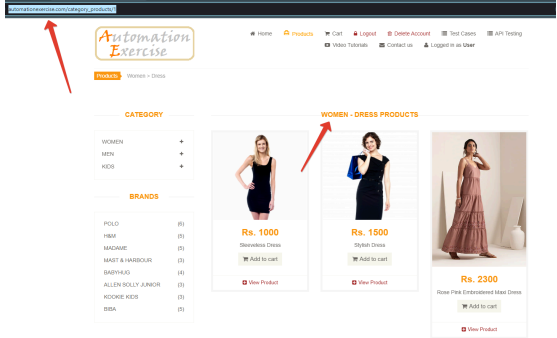 automationexercise.com/category_products/1
Automation
Exercise
Home Products Cart Logout Delete Account Test Cases API Testing
Video Tutorials Contact us Logged in as User
Products Women > Dress
CATEGORY
WOMEN +
MEN +
KIDS +
BRANDS
POLO (6)
H&M (5)
MADAME (5)
MAST & HARBOUR (3)
BABYHUG (4)
ALLEN SOLLY JUNIOR (3)
KOOKIE KIDS (3)
BIBA (5)
WOMEN - DRESS PRODUCTS
Rs. 1000
Sleeveless Dress
Add to cart
View Product
Rs. 1500
Stylish Dress
Add to cart
View Product
Rs. 2300
Rose Pink Embroidered Maxi Dress
Add to cart
View Product